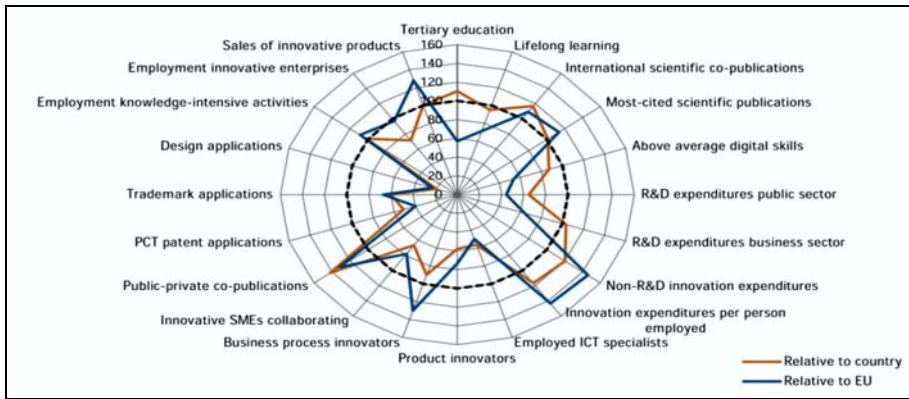 Tertiary education
Sales of innovative products
Lifelong learning
Employment innovative enterprises
International scientific co-publications
Employment knowledge-intensive activities
Most-cited scientific publications
Design applications
Above average digital skills
Trademark applications
R&D expenditures public sector
PCT patent applications
R&D expenditures business sector
Public-private co-publications
Non-R&D innovation expenditures
Innovative SMEs collaborating
Innovation expenditures per person
employed
Business process innovators
Employed ICT specialists
Product innovators
160
140
120
100
80
60
40
20
0
Relative to country
Relative to EU